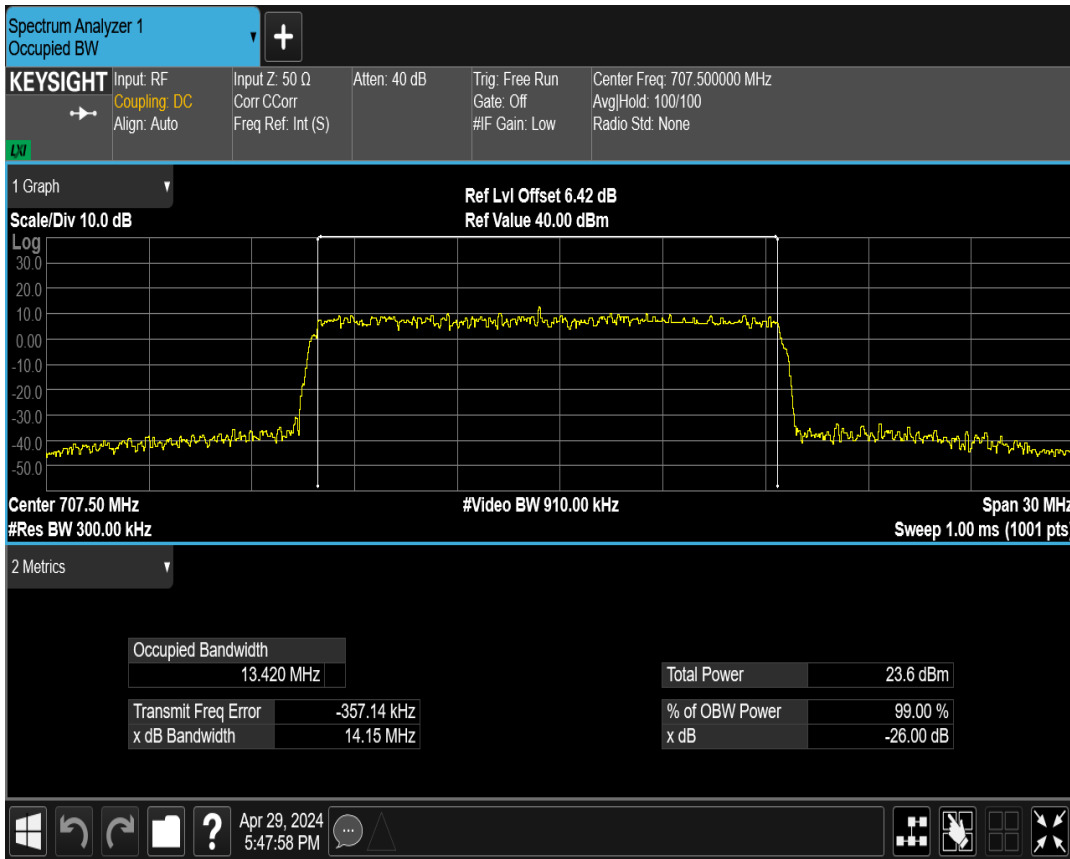 Spectrum Analyzer 1
Occupied BW
+
KEYSIGHT
LXI
Input: RF
Coupling: DC
Align: Auto
Input Z: 50 Ω
Corr CCorr
Freq Ref: Int (S)
Atten: 40 dB
Trig: Free Run
Gate: Off
#IF Gain: Low
Center Freq: 707.500000 MHz
Avg|Hold: 100/100
Radio Std: None
1 Graph
Scale/Div 10.0 dB
Ref Lvl Offset 6.42 dB
Ref Value 40.00 dBm
Log
30.0
20.0
10.0
0.00
-10.0
-20.0
-30.0
-40.0
-50.0
Center 707.50 MHz
#Video BW 910.00 kHz
Span 30 MHz
#Res BW 300.00 kHz
Sweep 1.00 ms (1001 pts)
2 Metrics
Occupied Bandwidth
13.420 MHz
Total Power 23.6 dBm
Transmit Freq Error -357.14 kHz
% of OBW Power 99.00 %
x dB Bandwidth 14.15 MHz
x dB -26.00 dB
?
Apr 29, 2024
5:47:58 PM